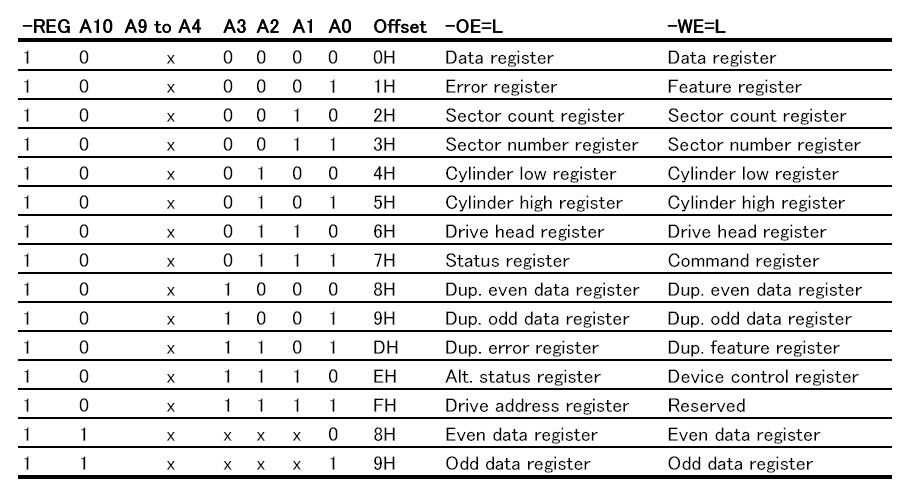 -REG A10 A9 to A4 A3 A2 A1 A0 Offset -OE=L -WE=L
1 0 x 0 0 0 0 0H Data register Data register
1 0 x 0 0 0 1 1H Error register Feature register
1 0 x 0 0 1 0 2H Sector count register Sector count register
1 0 x 0 0 1 1 3H Sector number register Sector number register
1 0 x 0 1 0 0 4H Cylinder low register Cylinder low register
1 0 x 0 1 0 1 5H Cylinder high register Cylinder high register
1 0 x 0 1 1 0 6H Drive head register Drive head register
1 0 x 0 1 1 1 7H Status register Command register
1 0 x 1 0 0 0 8H Dup. even data register Dup. even data register
1 0 x 1 0 0 1 9H Dup. odd data register Dup. odd data register
1 0 x 1 1 0 1 DH Dup. error register Dup. feature register
1 0 x 1 1 1 0 EH Alt. status register Device control register
1 0 x 1 1 1 1 FH Drive address register Reserved
1 1 x x x x 0 8H Even data register Even data register
1 1 x x x x 1 9H Odd data register Odd data register